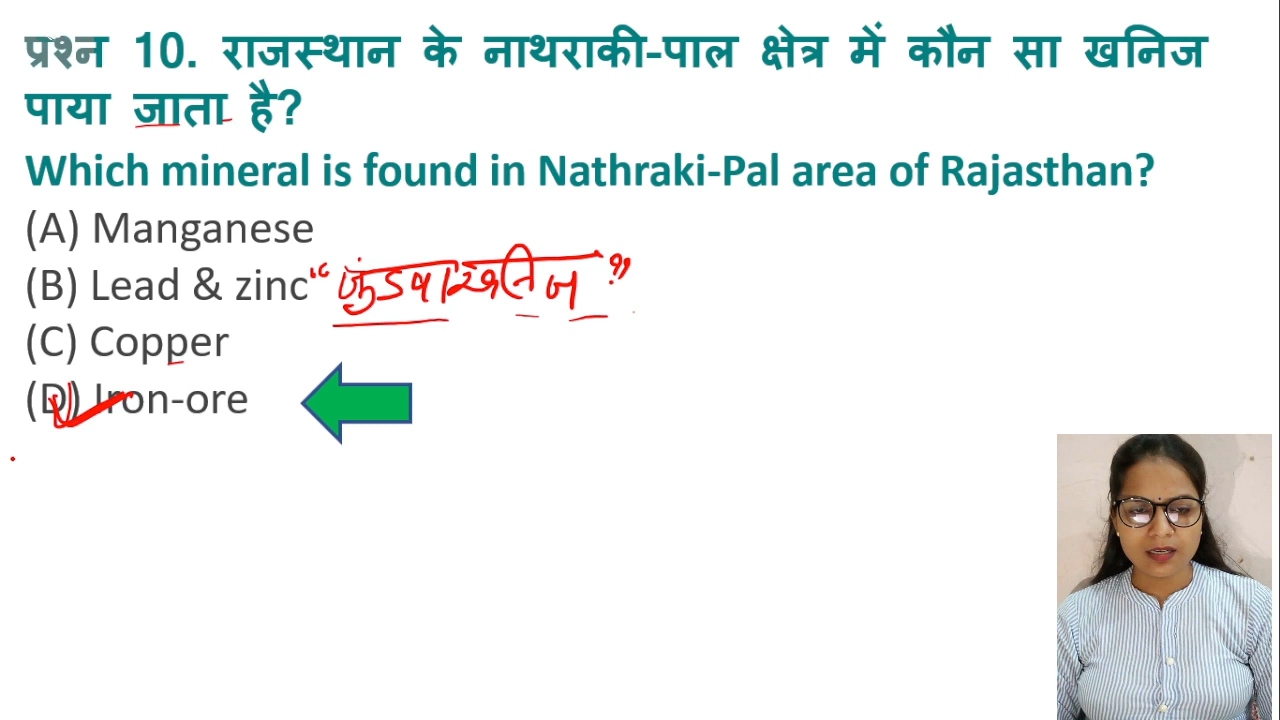 प्रश्न 10. राजस्थान के नाथराकी-पाल क्षेत्र में कौन सा खनिज
पाया जाता है?
Which mineral is found in Nathraki-Pal area of Rajasthan?
(A) Manganese
(B) Lead & zinc
(C) Copper
(D) Iron-ore